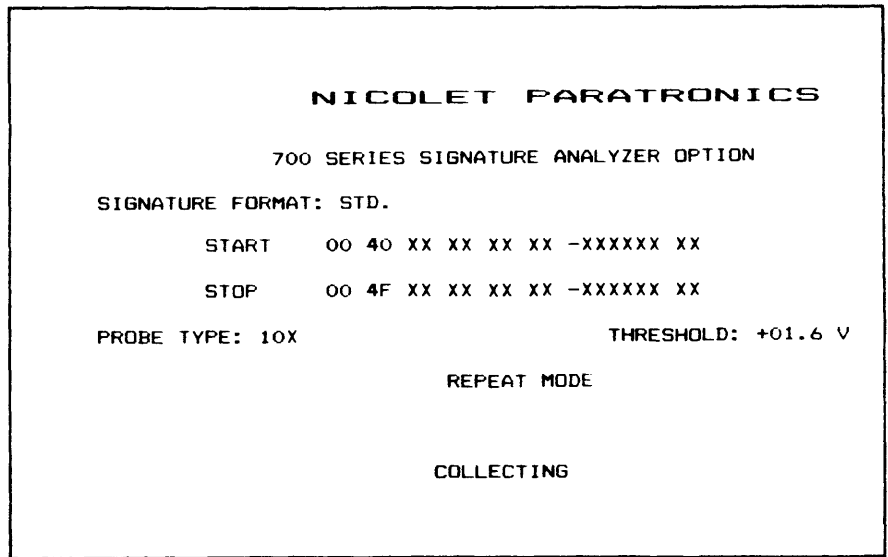 NICOLET PARATRONICS
700 SERIES SIGNATURE ANALYZER OPTION
SIGNATURE FORMAT: STD.
START 00 40 XX XX XX XX -XXXXXX XX
STOP 00 4F XX XX XX XX -XXXXXX XX
PROBE TYPE: 10X THRESHOLD: +01.6 V
REPEAT MODE
COLLECTING